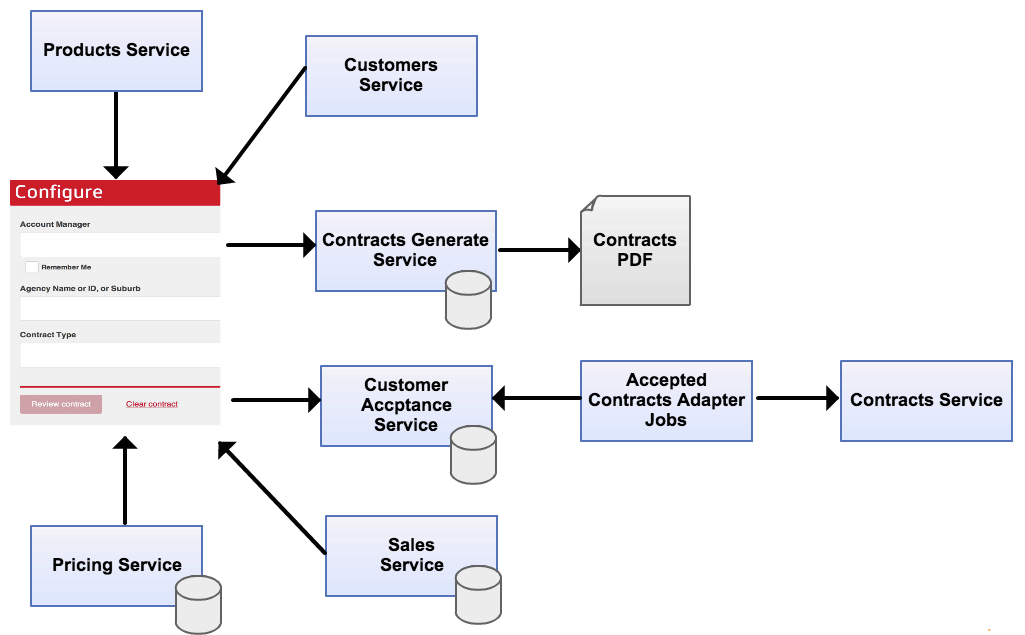 Products Service
Customers
Service
Configure
Account Manager
Remember Me
Agency Name or ID, or Suburb
Contract Type
Review contract
Clear contract
Contracts Generate
Service
Contracts
PDF
Customer
Accptance
Service
Accepted
Contracts Adapter
Jobs
Contracts Service
Pricing Service
Sales
Service